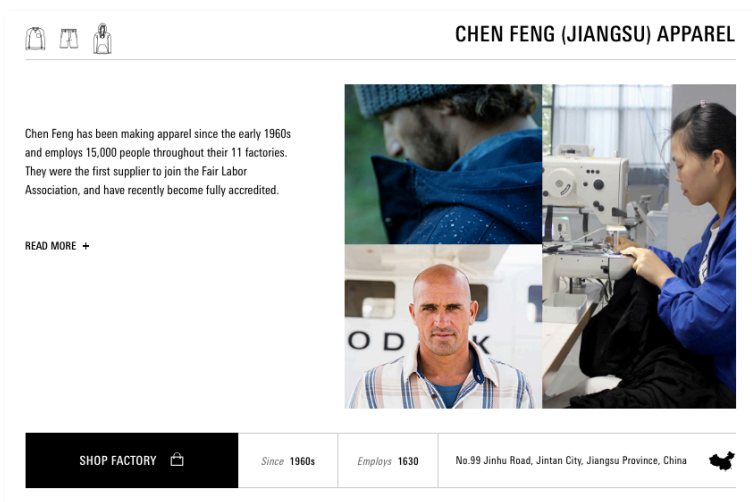 CHEN FENG (JIANGSU) APPAREL
Chen Feng has been making apparel since the early 1960s
and employs 15,000 people throughout their 11 factories.
They were the first supplier to join the Fair Labor
Association, and have recently become fully accredited.
READ MORE +
OD K
SHOP FACTORY
Since 1960s
Employs 1630
No.99 Jinhu Road, Jintan City, Jiangsu Province, China